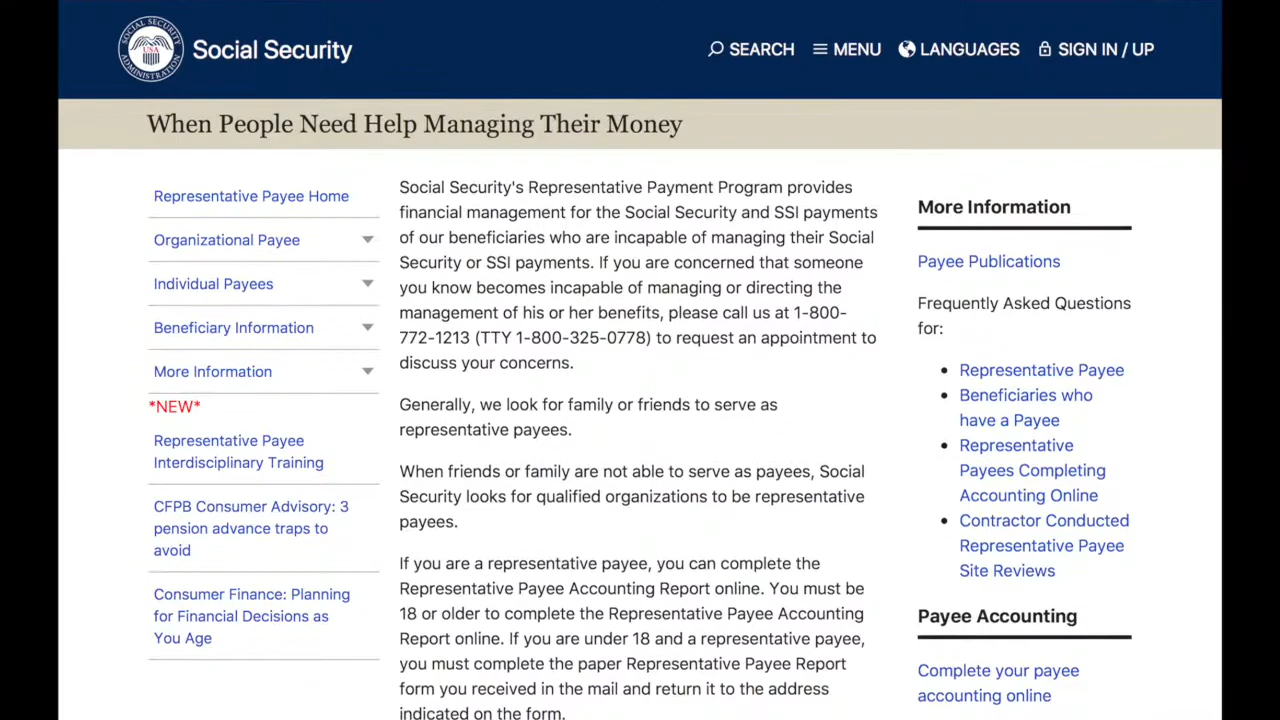 SOCIAL SECURITY ADMINISTRATION
USA
Social Security
SEARCH
MENU
LANGUAGES
SIGN IN / UP
When People Need Help Managing Their Money
Representative Payee Home
Organizational Payee
Individual Payees
Beneficiary Information
More Information
*NEW*
Representative Payee
Interdisciplinary Training
CFPB Consumer Advisory: 3
pension advance traps to
avoid
Consumer Finance: Planning
for Financial Decisions as
You Age
Social Security's Representative Payment Program provides
financial management for the Social Security and SSI payments
of our beneficiaries who are incapable of managing their Social
Security or SSI payments. If you are concerned that someone
you know becomes incapable of managing or directing the
management of his or her benefits, please call us at 1-800-
772-1213 (TTY 1-800-325-0778) to request an appointment to
discuss your concerns.
Generally, we look for family or friends to serve as
representative payees.
When friends or family are not able to serve as payees, Social
Security looks for qualified organizations to be representative
payees.
If you are a representative payee, you can complete the
Representative Payee Accounting Report online. You must be
18 or older to complete the Representative Payee Accounting
Report online. If you are under 18 and a representative payee,
you must complete the paper Representative Payee Report
form you received in the mail and return it to the address
indicated on the form.
More Information
Payee Publications
Frequently Asked Questions
for:
Representative Payee
Beneficiaries who
have a Payee
Representative
Payees Completing
Accounting Online
Contractor Conducted
Representative Payee
Site Reviews
Payee Accounting
Complete your payee
accounting online